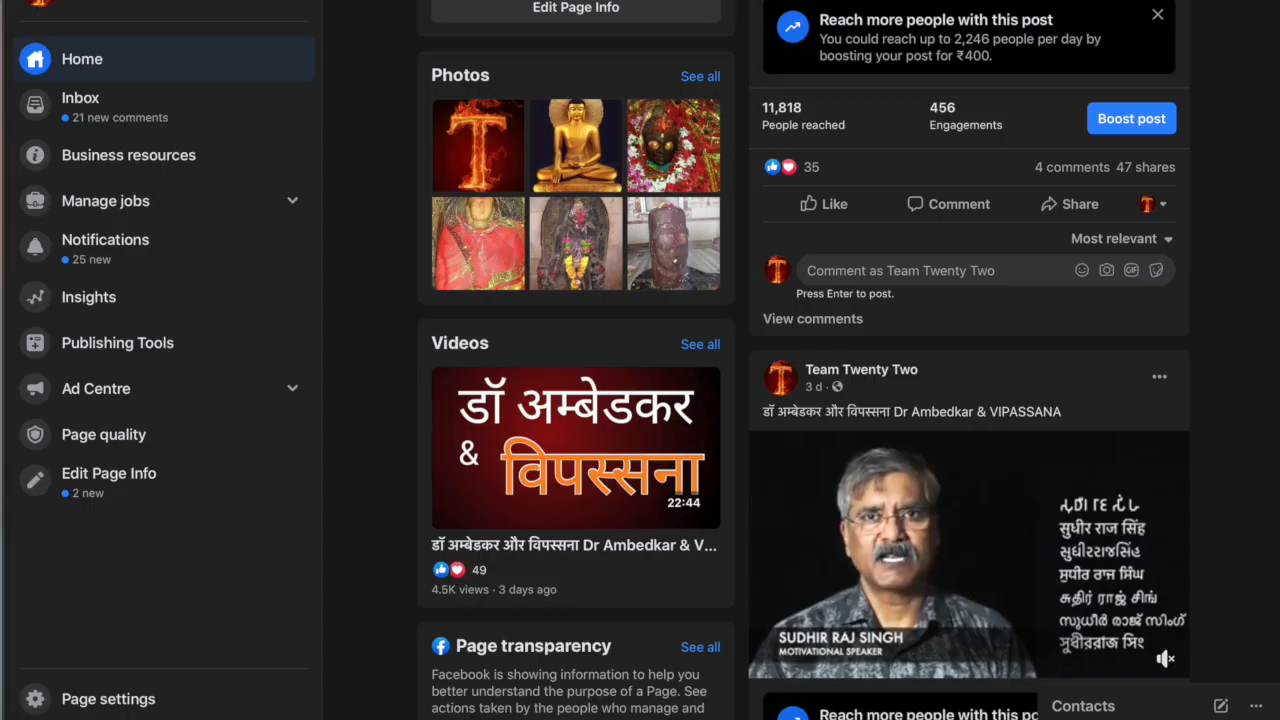 Home
Inbox
21 new comments
Business resources
Manage jobs
Notifications
25 new
Insights
Publishing Tools
Ad Centre
Page quality
Edit Page Info
2 new
Page settings
Edit Page Info
Photos
See all
Videos
See all
डॉ अम्बेडकर
&
विपस्सना
22:44
डॉ अम्बेडकर और विपस्सना Dr Ambedkar & V...
49
4.5K views · 3 days ago
Page transparency
See all
Facebook is showing information to help you
better understand the purpose of a Page. See
actions taken by the people who manage and
Reach more people with this post
You could reach up to 2,246 people per day by
boosting your post for ₹400.
11,818
People reached
456
Engagements
Boost post
35
4 comments 47 shares
Like
Comment
Share
Most relevant
Comment as Team Twenty Two
GIF
Press Enter to post.
View comments
Team Twenty Two
3 d ·
डॉ अम्बेडकर और विपस्सना Dr Ambedkar & VIPASSANA
सुधीर राज सिंह
SUDHIR RAJ SINGH
MOTIVATIONAL SPEAKER
Reach more people with this po
Contacts